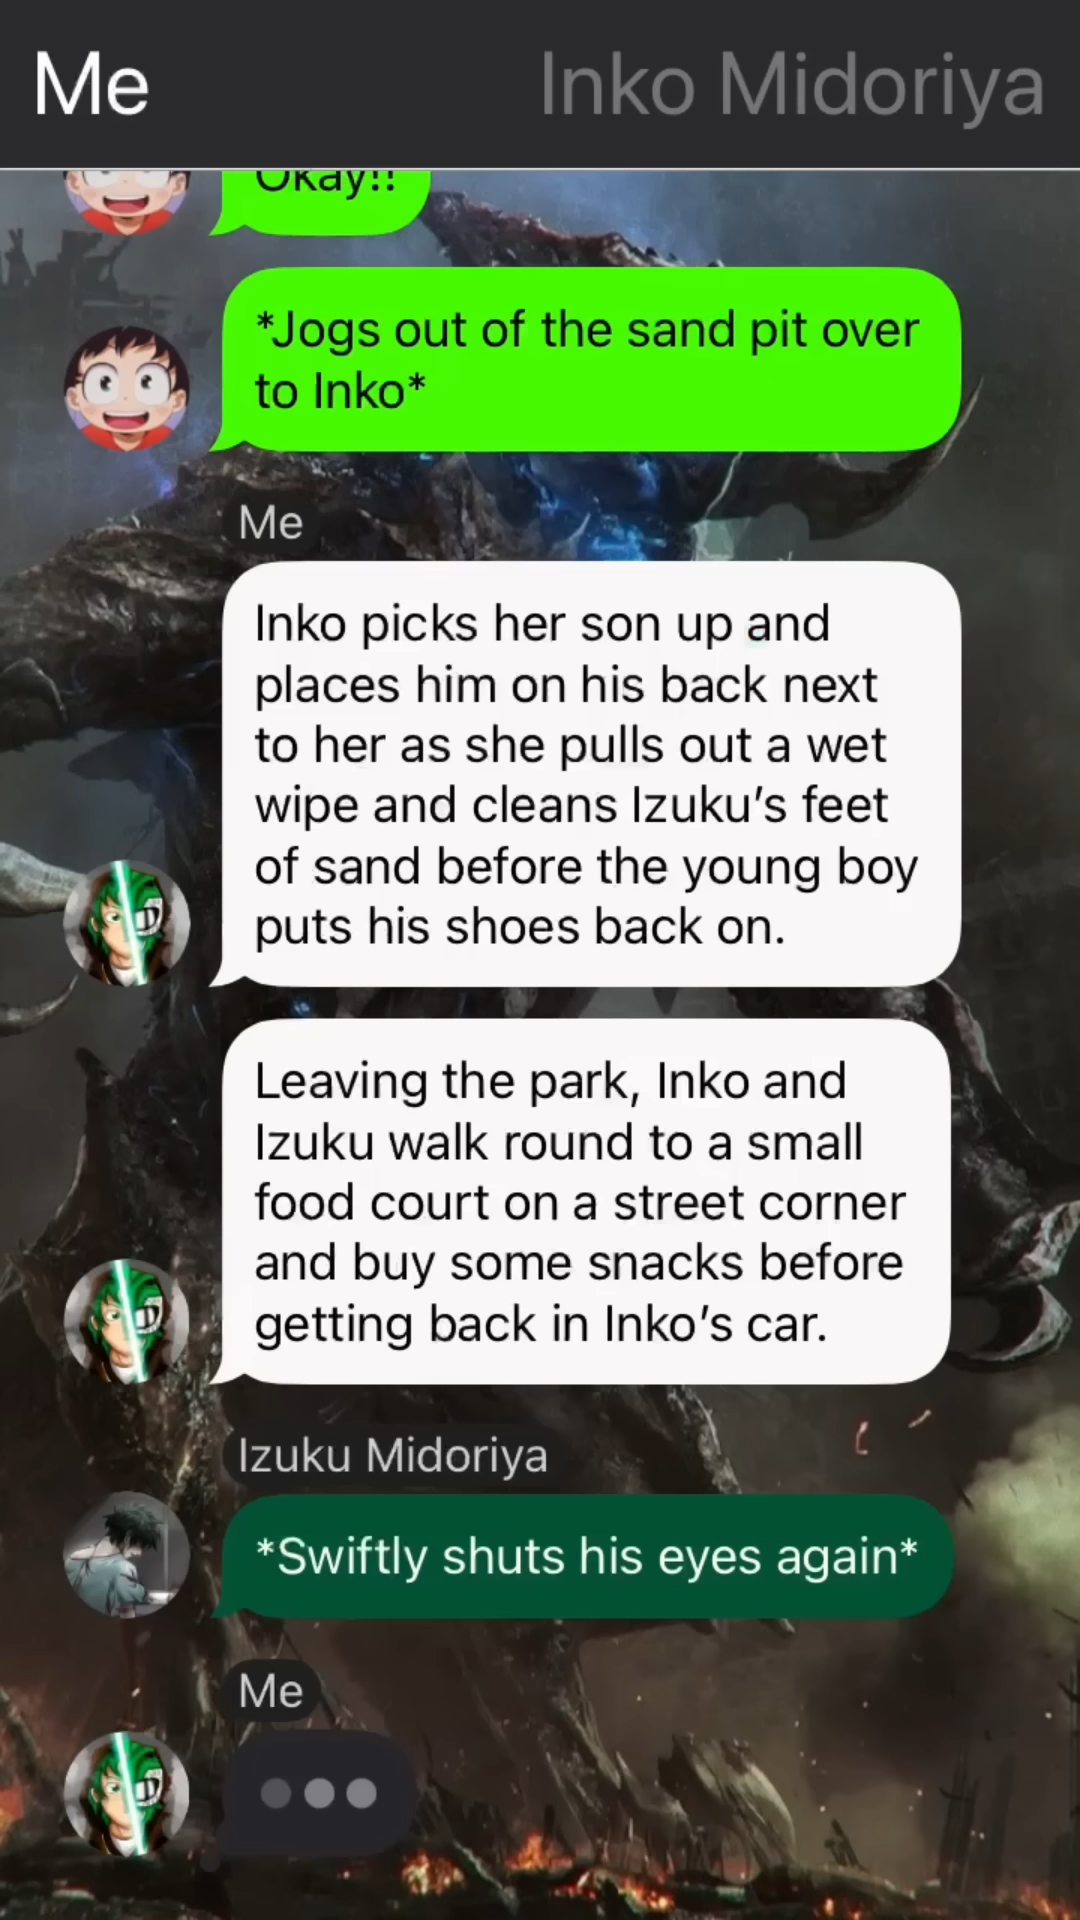 Me
Inko Midoriya
Okay!!
*Jogs out of the sand pit over
to Inko*
Me
Inko picks her son up and
places him on his back next
to her as she pulls out a wet
wipe and cleans Izuku’s feet
of sand before the young boy
puts his shoes back on.
Leaving the park, Inko and
Izuku walk round to a small
food court on a street corner
and buy some snacks before
getting back in Inko’s car.
Izuku Midoriya
*Swiftly shuts his eyes again*
Me